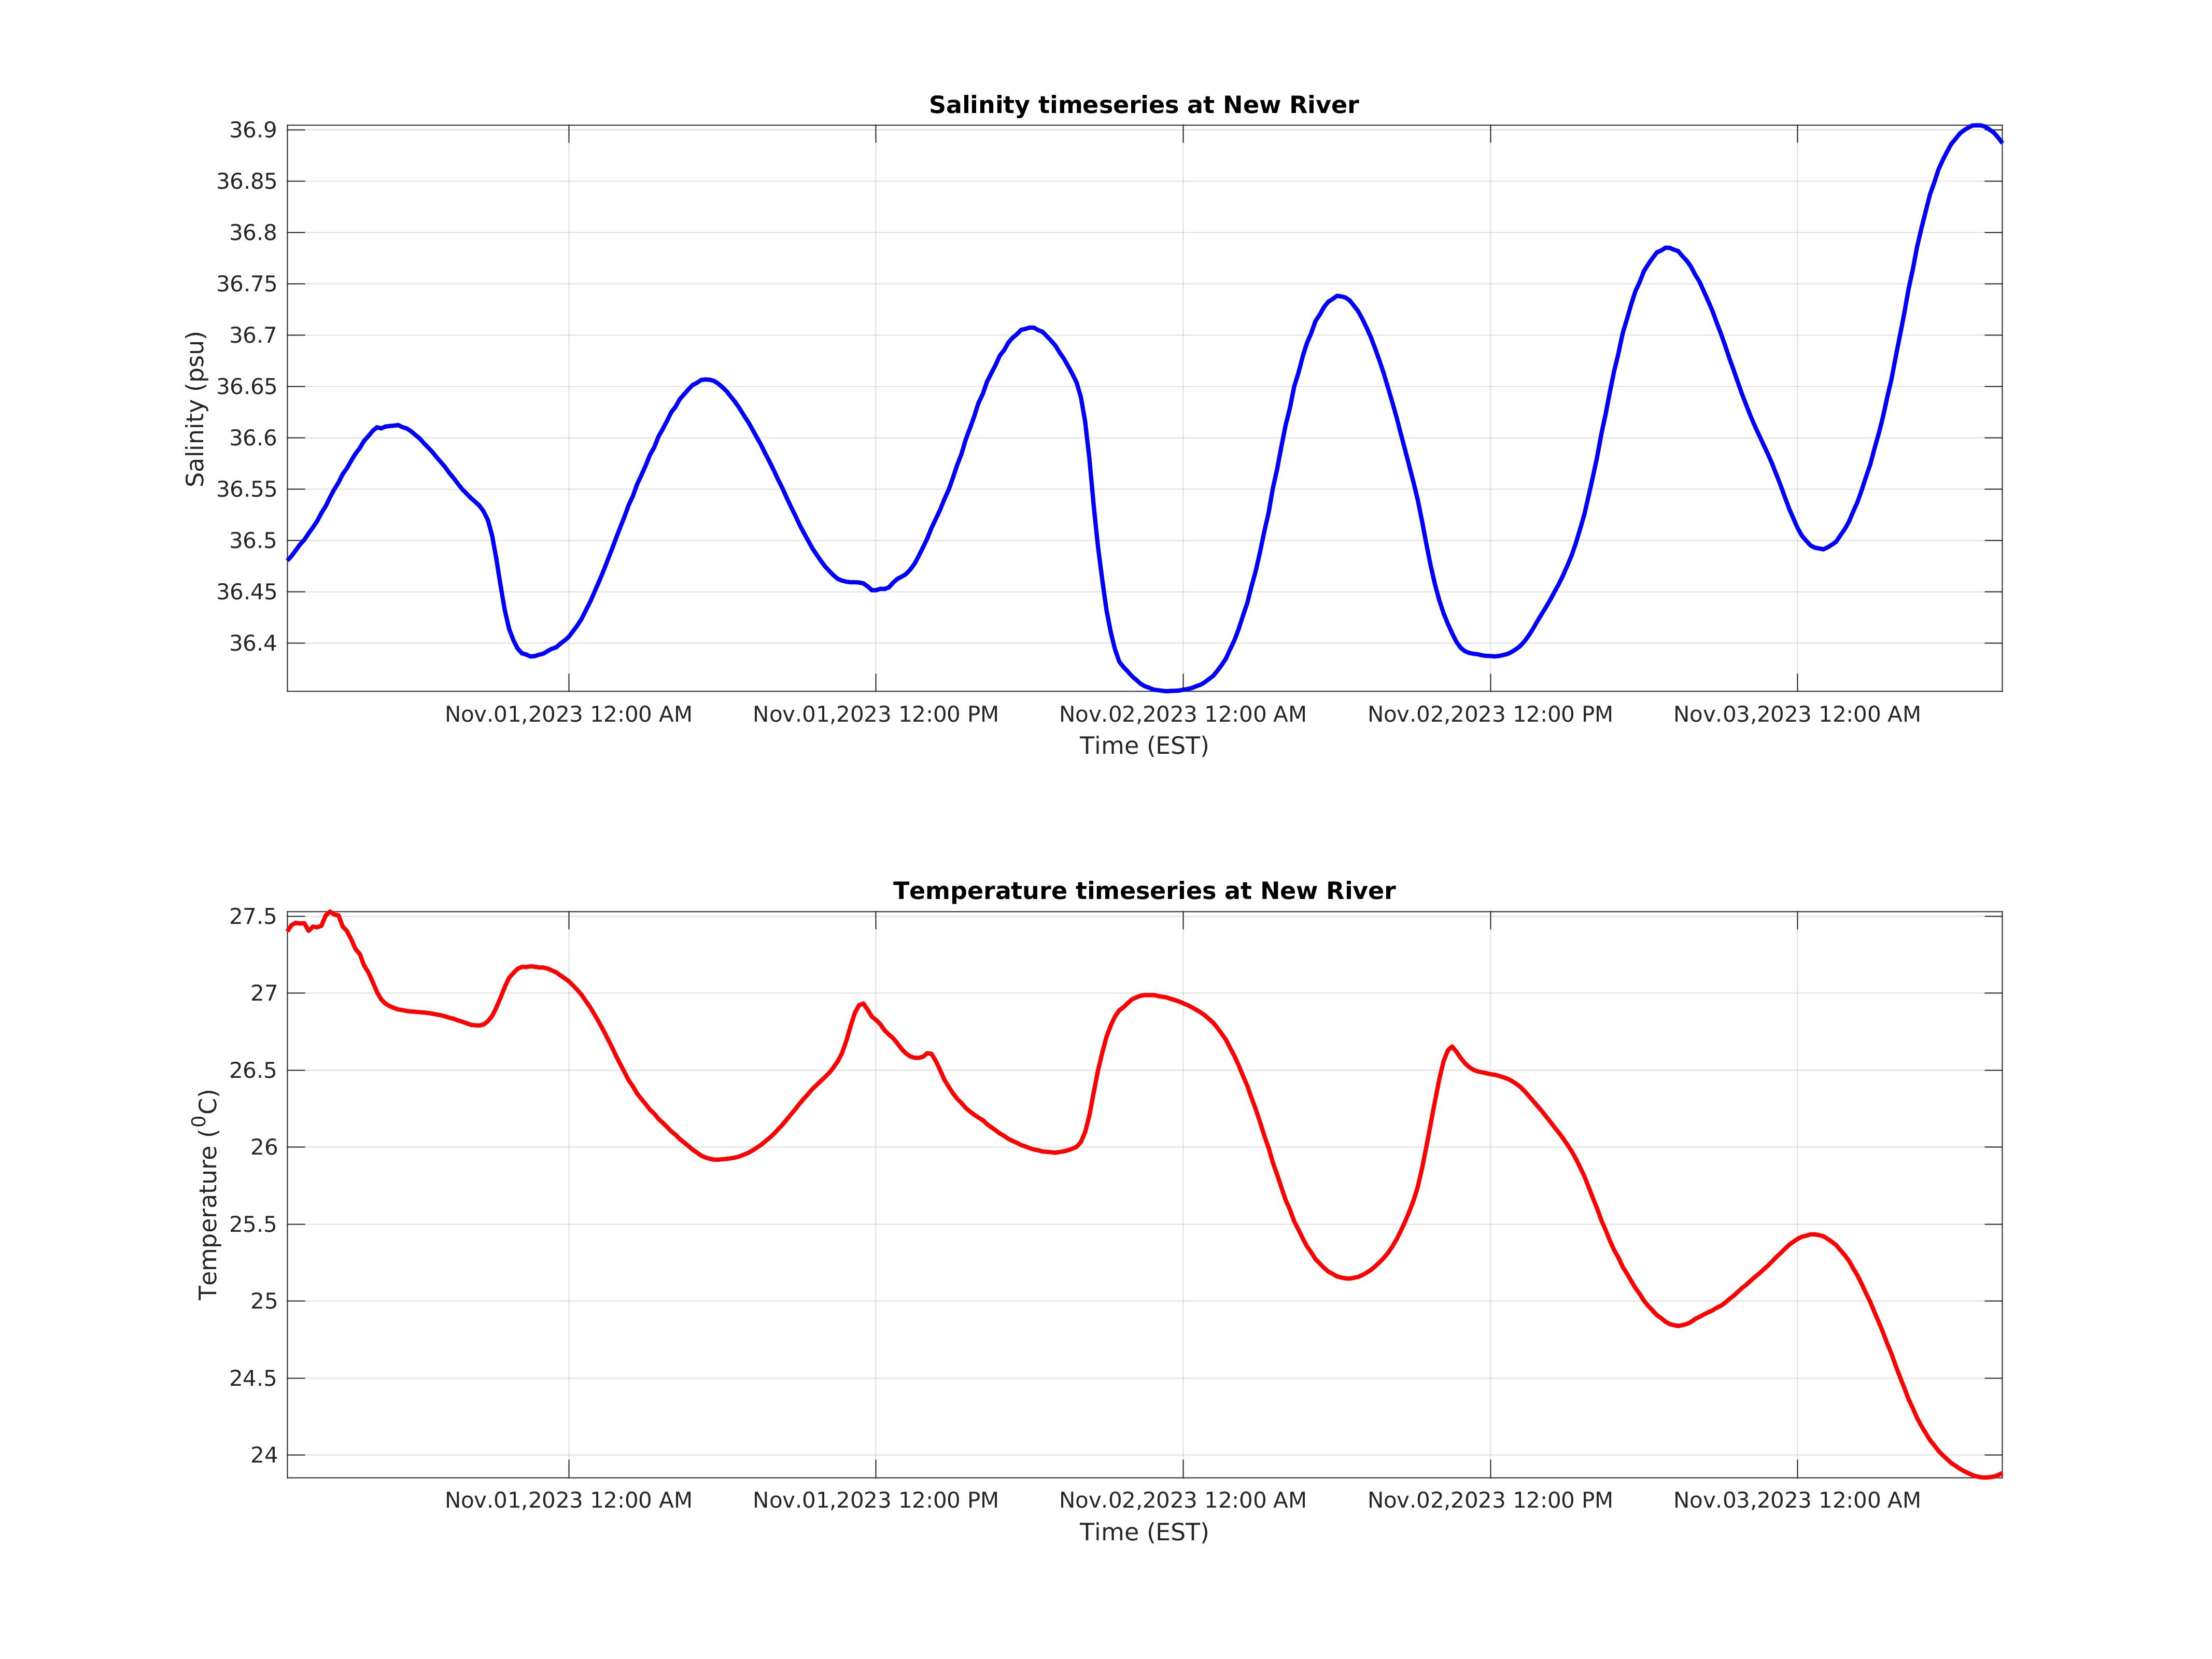 Salinity timeseries at New River
36.9
36.85
36.8
36.75
36.7
36.65
36.6
36.55
36.5
36.45
36.4
Salinity (psu)
Nov.01,2023 12:00 AM Nov.01,2023 12:00 PM Nov.02,2023 12:00 AM Nov.02,2023 12:00 PM Nov.03,2023 12:00 AM
Time (EST)
Temperature timeseries at New River
27.5
27
26.5
26
25.5
25
24.5
24
Temperature (⁰C)
Nov.01,2023 12:00 AM Nov.01,2023 12:00 PM Nov.02,2023 12:00 AM Nov.02,2023 12:00 PM Nov.03,2023 12:00 AM
Time (EST)